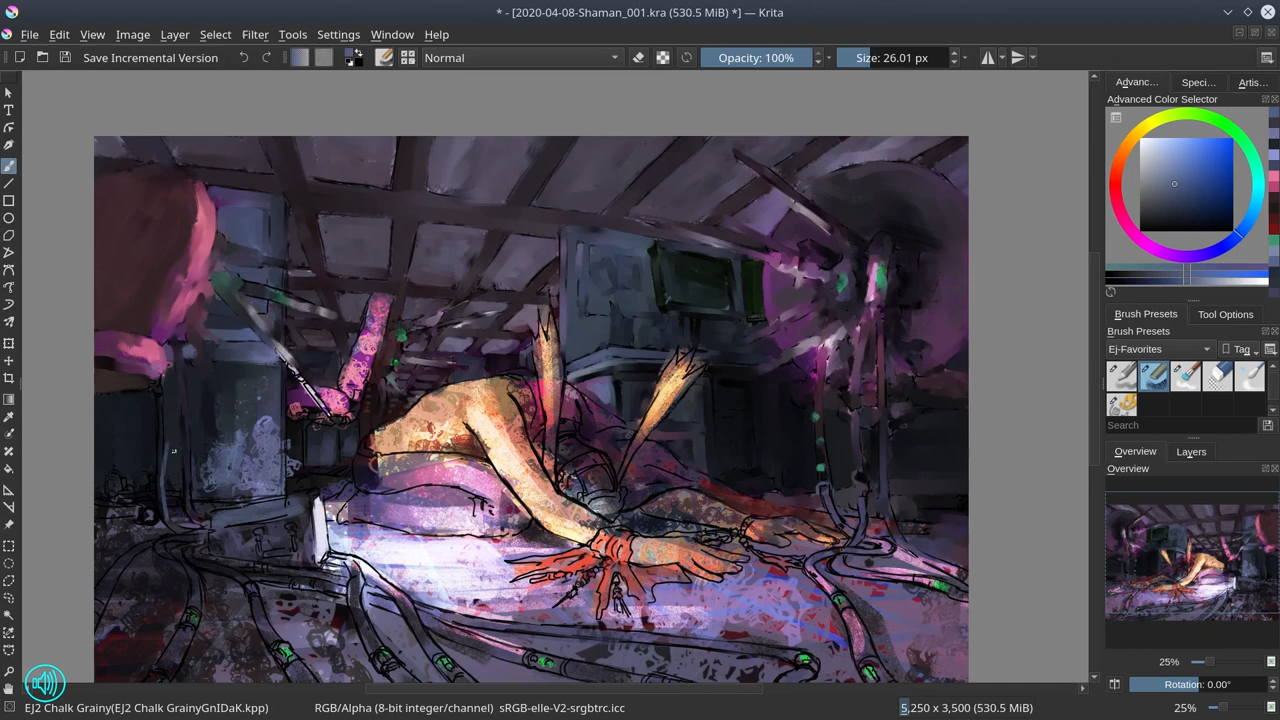 * - [2020-04-08-Shaman_001.kra (530.5 MiB) *] — Krita
File Edit View Image Layer Select Filter Tools Settings Window Help
Save Incremental Version Normal Opacity: 100% Size: 26.01 px
Advanc... Speci... Artis...
Advanced Color Selector
Brush Presets Tool Options
Brush Presets
Ej-Favorites Tag
Search
Overview Layers
Overview
25%
Rotation: 0.00°
EJ2 Chalk Grainy(EJ2 Chalk GrainyGnIDaK.kpp) RGB/Alpha (8-bit integer/channel) sRGB-elle-V2-srgbtrc.icc 5,250 x 3,500 (530.5 MiB) 25%